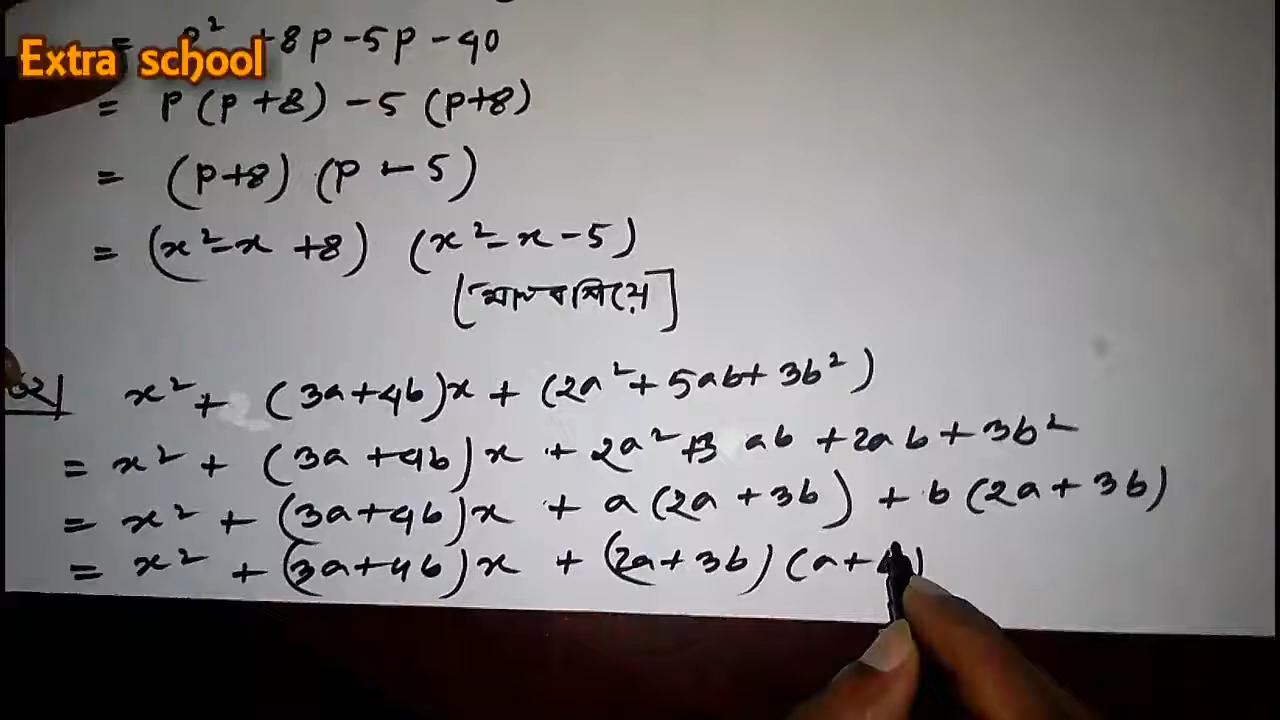 Extra school
+8p-5p-40
= p(p+8)-5(p+8)
= (p+8)(p-5)
= (x²-x+8)(x²-x-5)
x²+(3a+4b)x+(2a²+5ab+3b²)
= x²+(3a+4b)x+2a²+3ab+2ab+3b²
= x²+(3a+4b)x+a(2a+3b)+b(2a+3b)
= x²+(3a+4b)x+(2a+3b)(a+